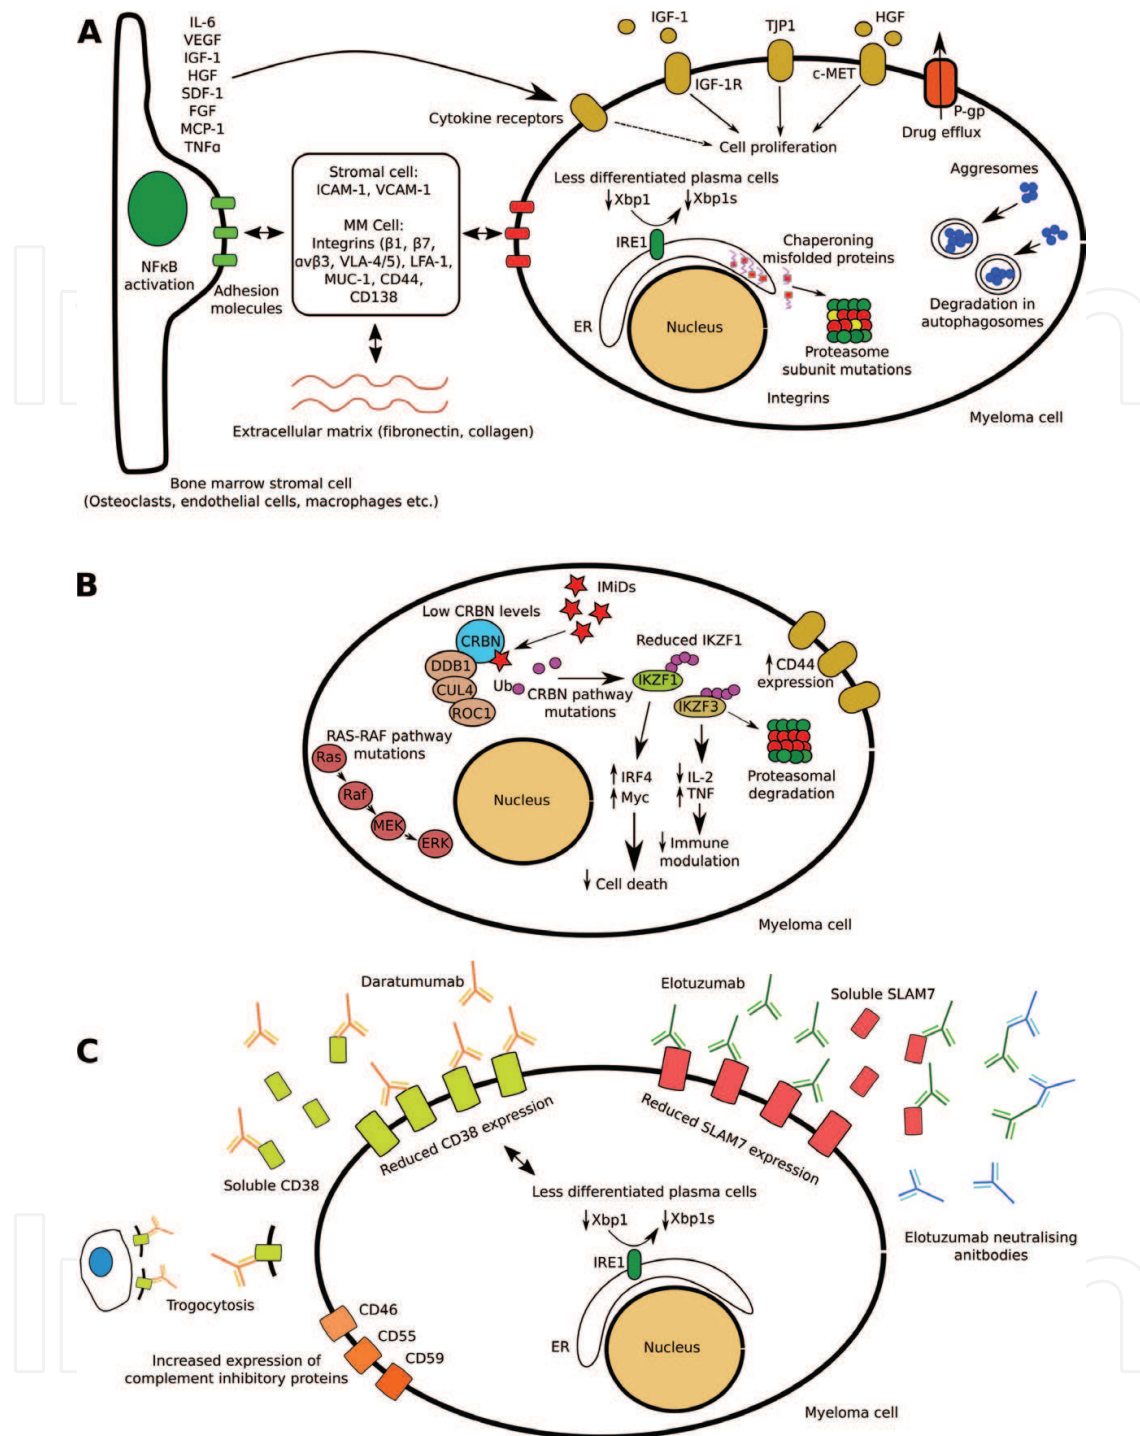 A
IL-6
VEGF
IGF-1
HGF
SDF-1
FGF
MCP-1
TNFα
NFκB
activation
Adhesion
molecules
Stromal cell:
ICAM-1, VCAM-1
MM Cell:
Integrins (β1, β7,
αvβ3, VLA-4/5), LFA-1,
MUC-1, CD44,
CD138
Extracellular matrix (fibronectin, collagen)
Bone marrow stromal cell
(Osteoclasts, endothelial cells, macrophages etc.)
Cytokine receptors
IGF-1
IGF-1R
TJP1
HGF
c-MET
P-gp
Drug efflux
Cell proliferation
Less differentiated plasma cells
Xbp1
Xbp1s
IRE1
ER
Nucleus
Chaperoning
misfolded proteins
Proteasome
subunit mutations
Integrins
Aggresomes
Degradation in
autophagosomes
Myeloma cell
B
IMiDs
Low CRBN levels
CRBN
DDB1
CUL4
ROC1
Ub
CRBN pathway
mutations
Reduced IKZF1
IKZF1
IKZF3
CD44
expression
RAS-RAF pathway
mutations
Ras
Raf
MEK
ERK
Nucleus
IRF4
Myc
Cell death
IL-2
TNF
Immune
modulation
Proteasomal
degradation
Myeloma cell
C
Daratumumab
Elotuzumab
Soluble SLAM7
Reduced CD38 expression
Reduced SLAM7 expression
Soluble CD38
Less differentiated plasma cells
Xbp1
Xbp1s
IRE1
ER
Nucleus
Elotuzumab neutralising
anitbodies
Trogocytosis
CD46
CD55
CD59
Increased expression of
complement inhibitory proteins
Myeloma cell